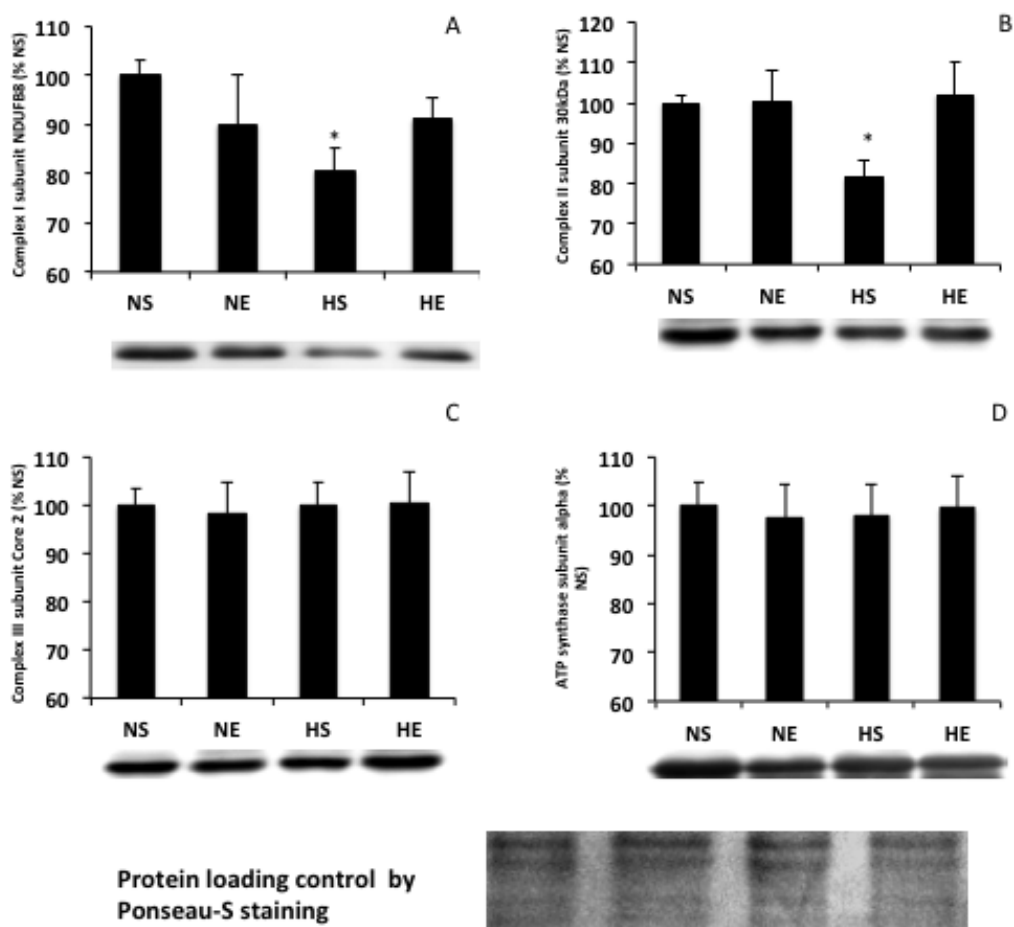 A
Complex I subunit NDUFB8 (% NS)
110
100
90
80
70
60
*
NS NE HS HE
B
Complex II subunit 30kDa (% NS)
120
110
100
90
80
70
60
*
NS NE HS HE
C
Complex III subunit Core 2 (% NS)
110
100
90
80
70
60
NS NE HS HE
D
ATP synthase subunit alpha (%
NS)
110
100
90
80
70
60
NS NE HS HE
Protein loading control by
Ponseau-S staining